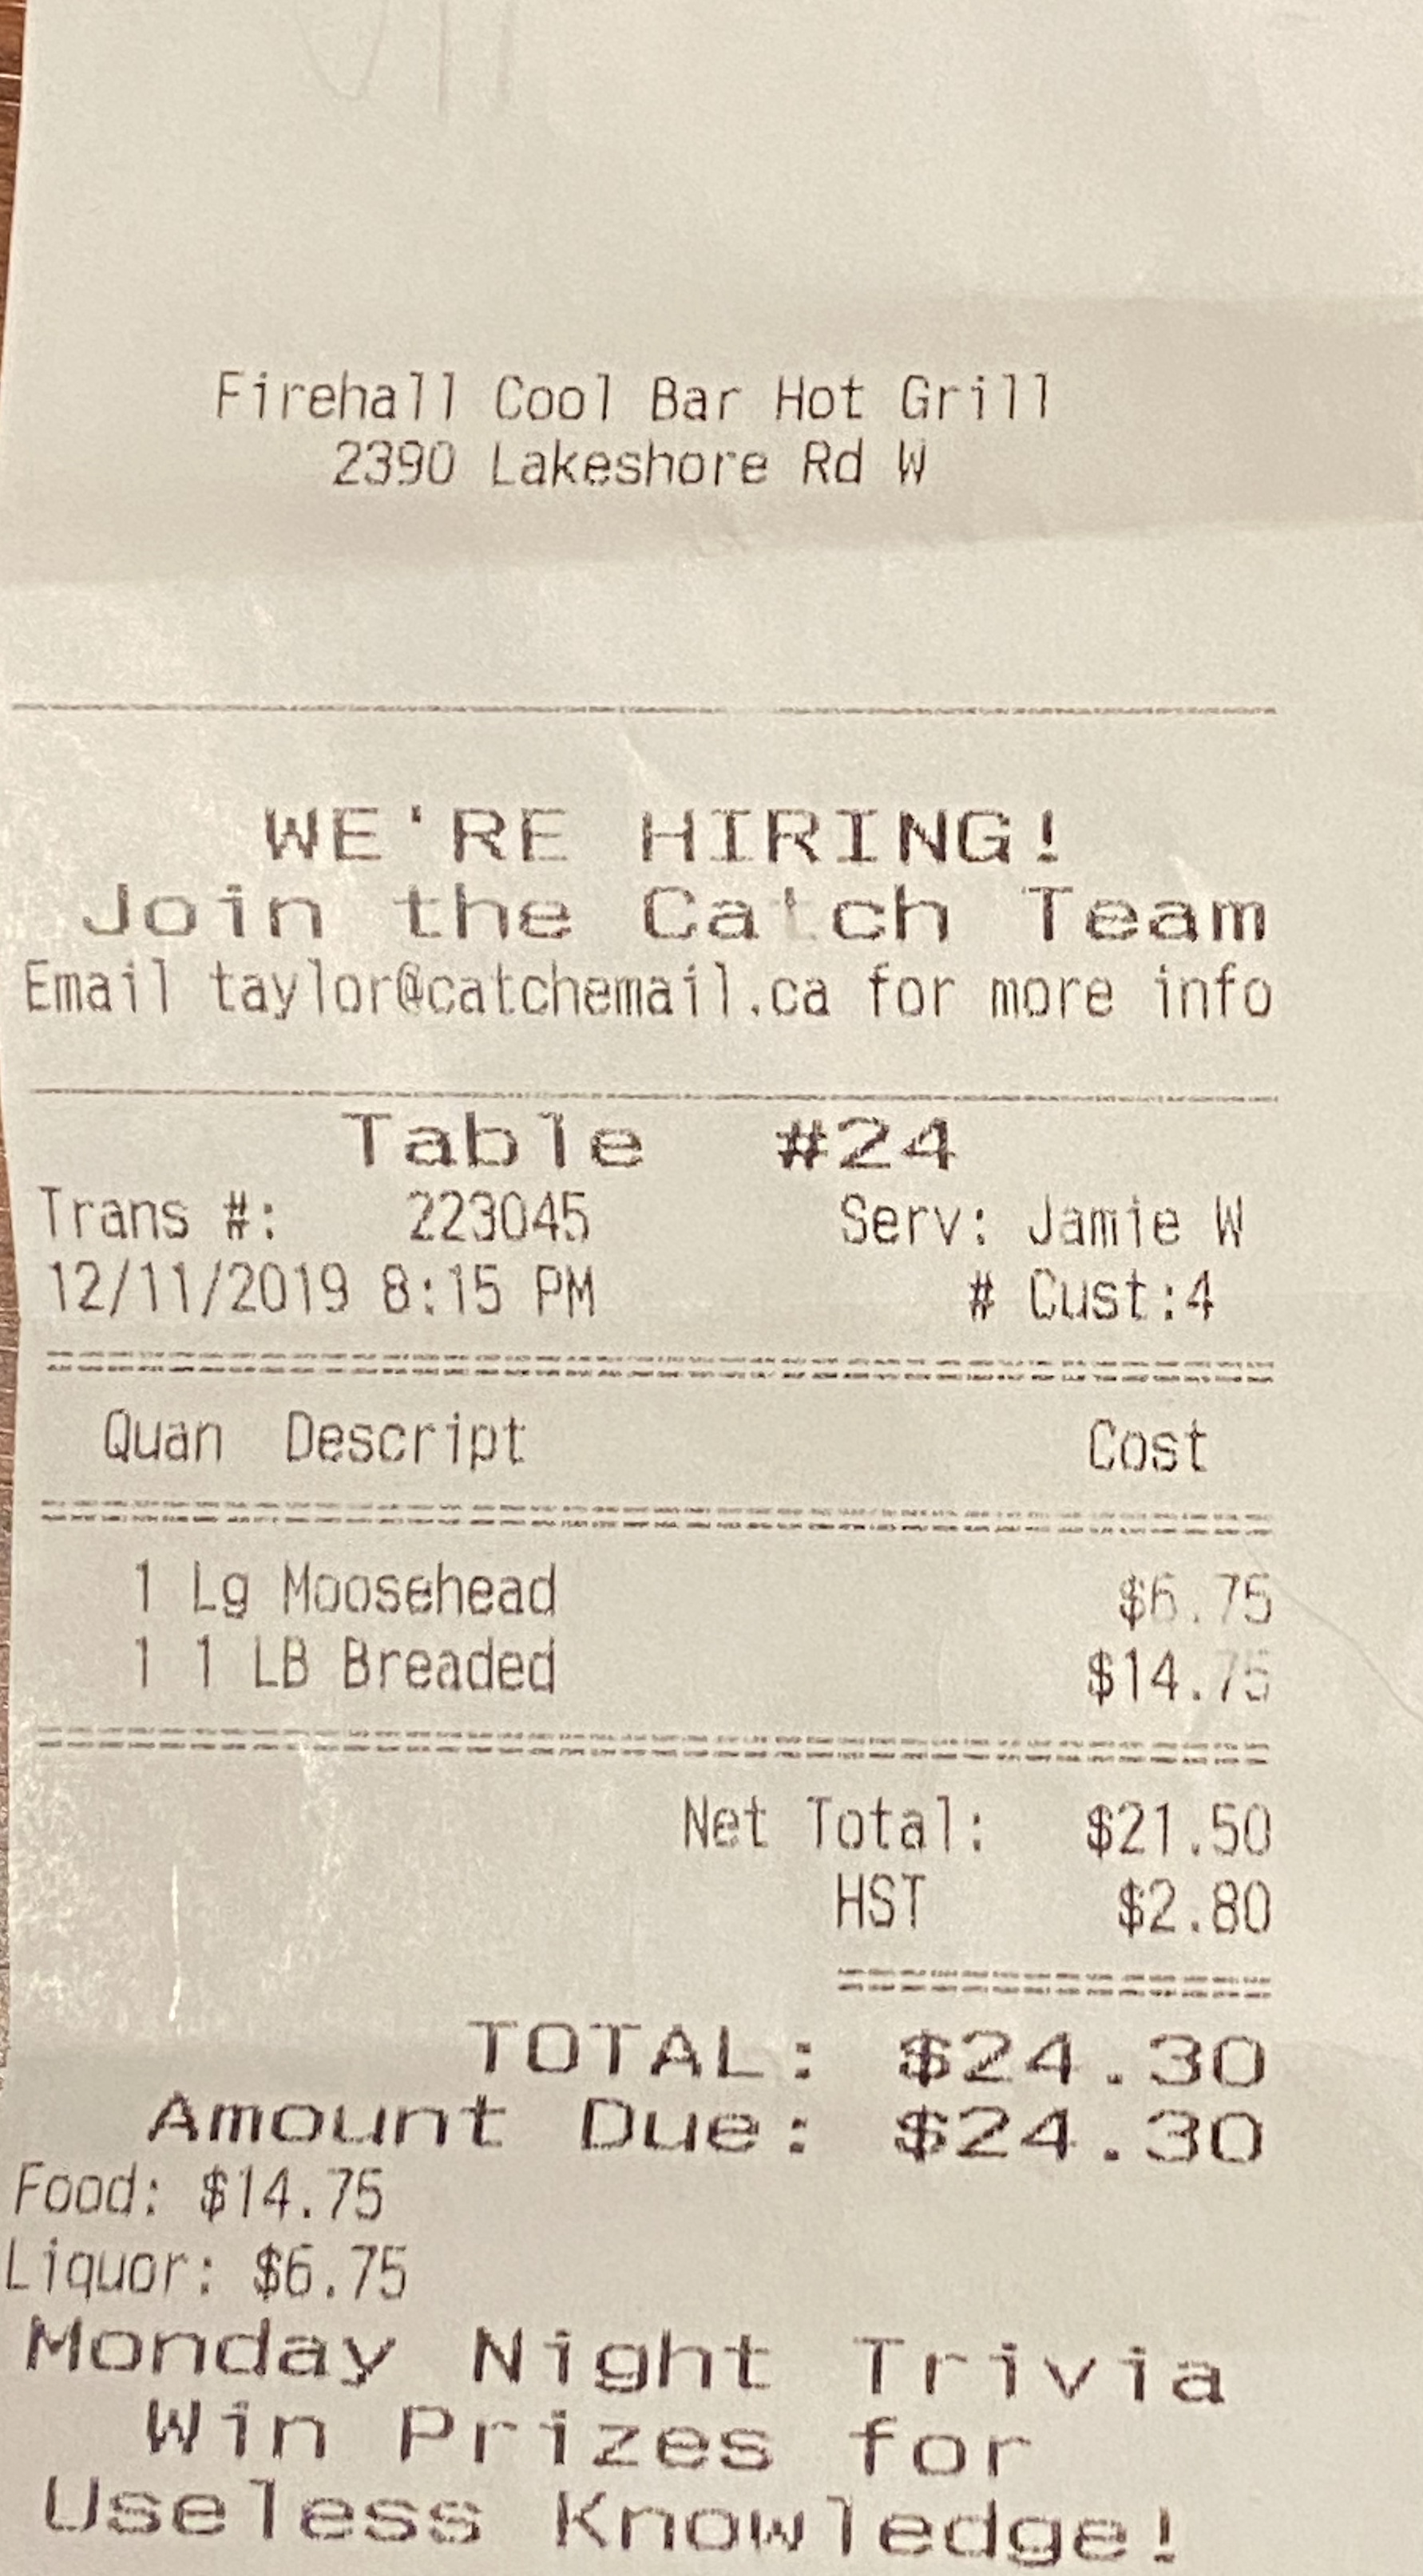 Firehall Cool Bar Hot Grill
2390 Lakeshore Rd W
WE'RE HIRING!
Join the Catch Team
Email taylor@catchemail.ca for more info
Table #24
Trans #: 223045 Serv: Jamie W
12/11/2019 8:15 PM # Cust:4
Quan Descript Cost
1 Lg Moosehead $6.75
1 1 LB Breaded $14.75
Net Total: $21.50
HST $2.80
TOTAL: $24.30
Amount Due: $24.30
Food: $14.75
Liquor: $6.75
Monday Night Trivia
Win Prizes for
Useless Knowledge!